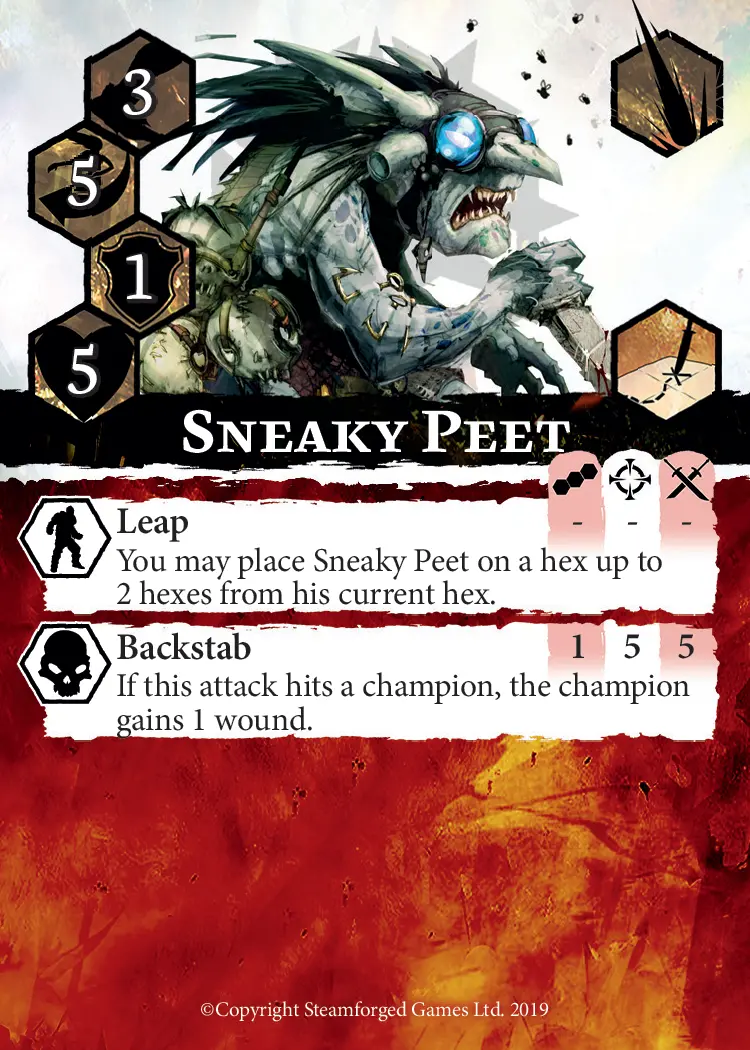 3
5
1
5
Sneaky Peet
Leap
- - -
You may place Sneaky Peet on a hex up to
2 hexes from his current hex.
Backstab 1 5 5
If this attack hits a champion, the champion
gains 1 wound.
©Copyright Steamforged Games Ltd. 2019